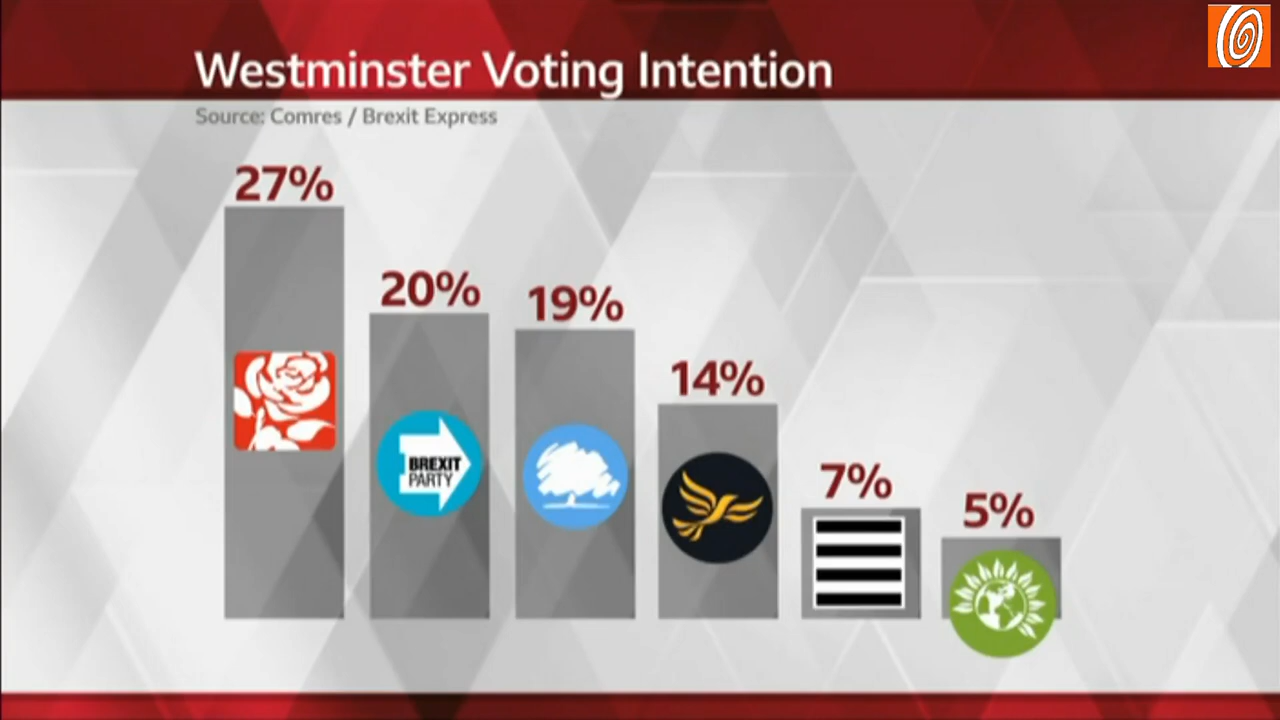 Westminster Voting Intention
Source: Comres / Brexit Express
27%
20%
19%
14%
7%
5%
BREXIT
PARTY